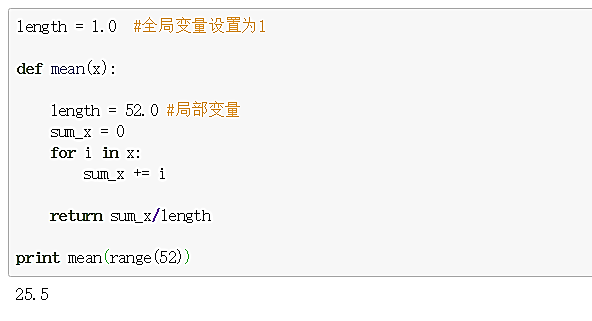 length = 1.0  #全局变量设置为1
def mean(x):
length = 52.0 #局部变量
sum_x = 0
for i in x:
sum_x += i
return sum_x/length
print mean(range(52))
25.5